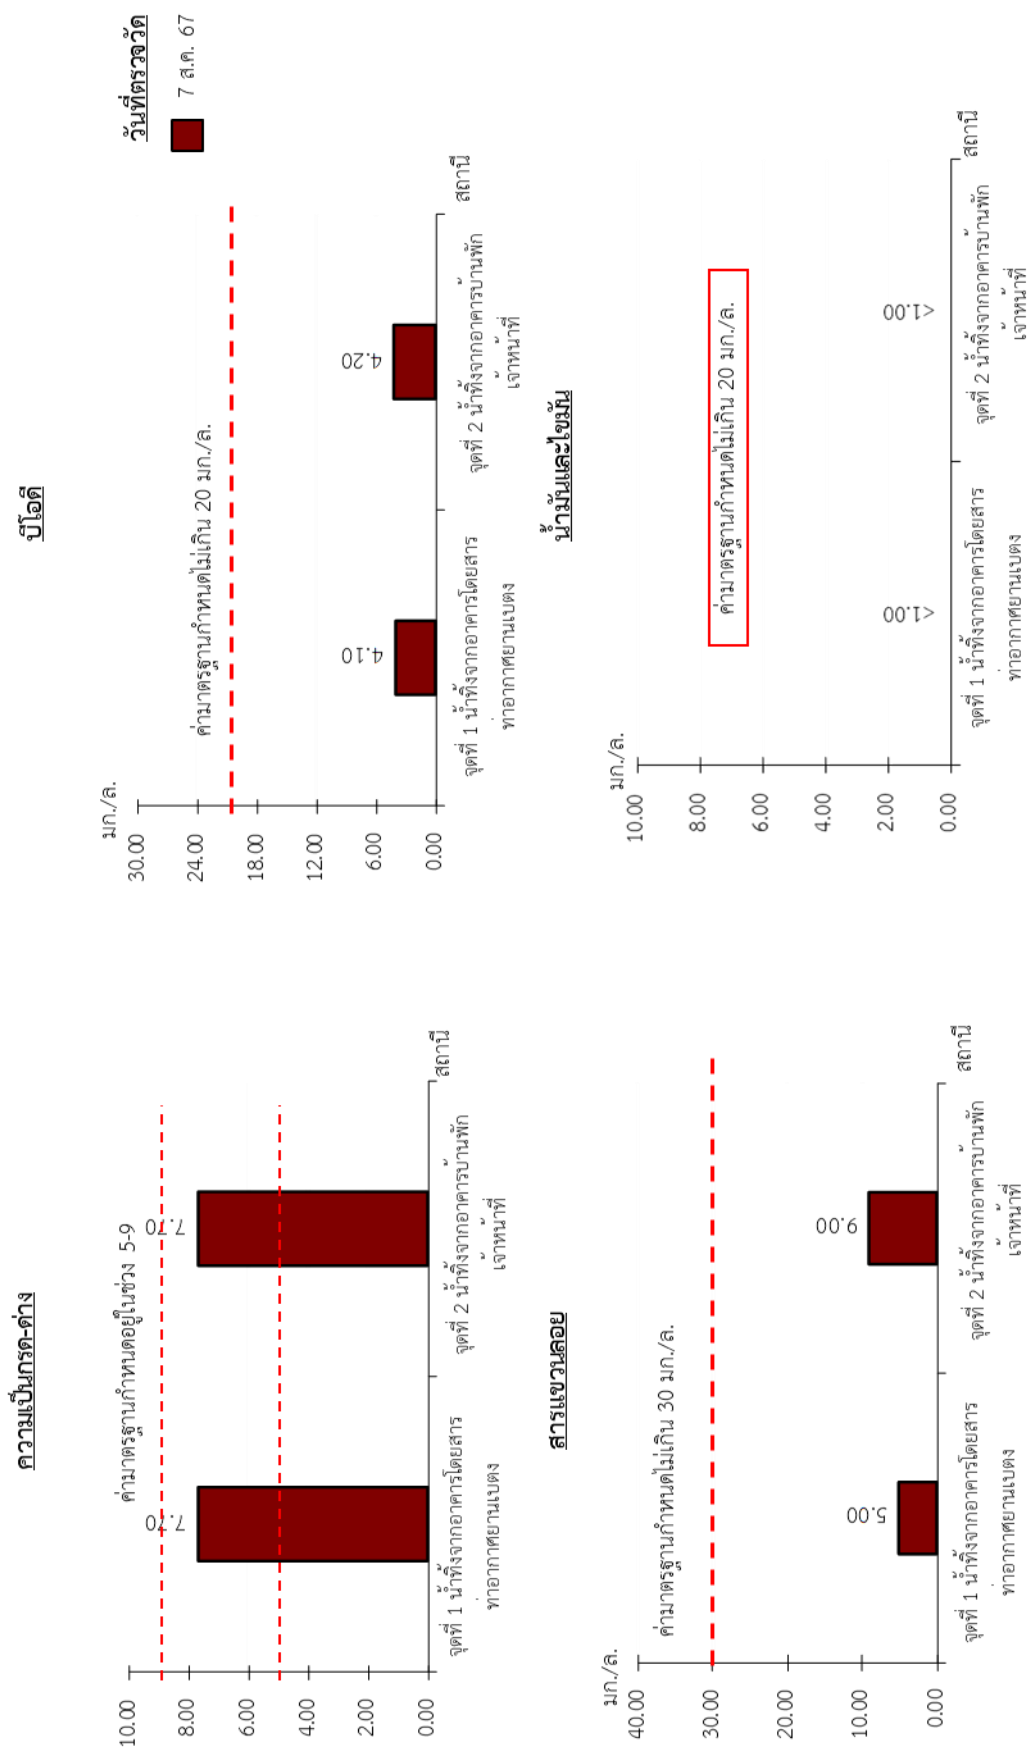 วันที่ตรวจวัด
7 ส.ค. 67
ความเป็นกรด-ด่าง
ค่ามาตรฐานกำหนดอยู่ในช่วง 5-9
10.00
8.00
6.00
4.00
2.00
0.00
7.70
7.70
จุดที่ 1 น้ำทิ้งจากอาคารโดยสาร
ท่าอากาศยานเบตง
จุดที่ 2 น้ำทิ้งจากอาคารบ้านพัก
เจ้าหน้าที่
สถานี
บีโอดี
มก./ล.
ค่ามาตรฐานกำหนดไม่เกิน 20 มก./ล.
30.00
24.00
18.00
12.00
6.00
0.00
4.10
4.20
จุดที่ 1 น้ำทิ้งจากอาคารโดยสาร
ท่าอากาศยานเบตง
จุดที่ 2 น้ำทิ้งจากอาคารบ้านพัก
เจ้าหน้าที่
สถานี
สารแขวนลอย
มก./ล.
ค่ามาตรฐานกำหนดไม่เกิน 30 มก./ล.
40.00
30.00
20.00
10.00
0.00
5.00
9.00
จุดที่ 1 น้ำทิ้งจากอาคารโดยสาร
ท่าอากาศยานเบตง
จุดที่ 2 น้ำทิ้งจากอาคารบ้านพัก
เจ้าหน้าที่
สถานี
น้ำมันและไขมัน
มก./ล.
ค่ามาตรฐานกำหนดไม่เกิน 20 มก./ล.
10.00
8.00
6.00
4.00
2.00
0.00
<1.00
<1.00
จุดที่ 1 น้ำทิ้งจากอาคารโดยสาร
ท่าอากาศยานเบตง
จุดที่ 2 น้ำทิ้งจากอาคารบ้านพัก
เจ้าหน้าที่
สถานี